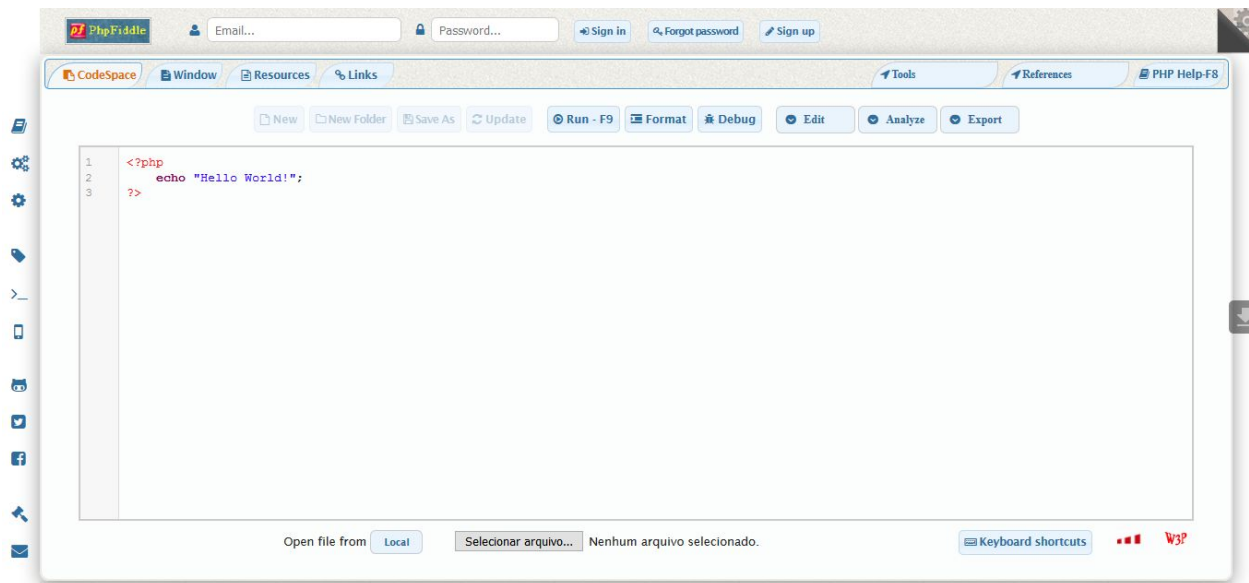 PhpFiddle Email... Password... Sign in Forgot password Sign up
CodeSpace Window Resources Links Tools References PHP Help-F8
New New Folder Save As Update Run - F9 Format Debug Edit Analyze Export
1 <?php
2 echo "Hello World!";
3 ?>
Open file from Local Selecionar arquivo... Nenhum arquivo selecionado. Keyboard shortcuts W3P